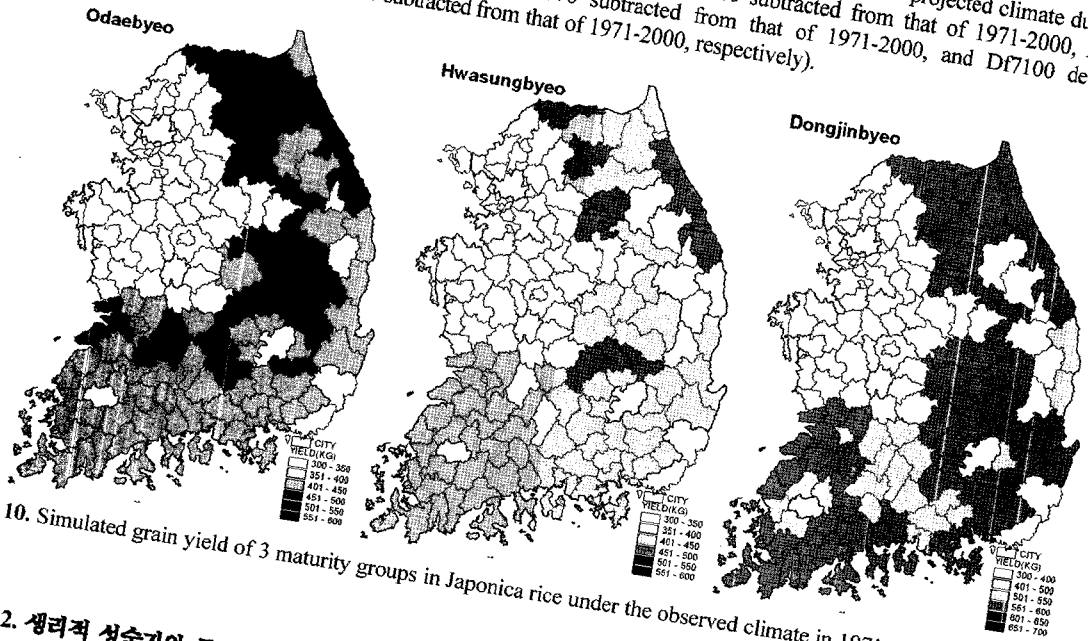 projected climate du
subtracted from that of 1971-2000,
subtracted from that of 1971-2000, and Df7100 de
subtracted from that of 1971-2000, respectively).
Odaebyeo
Hwasungbyeo
Dongjinbyeo
CITY
YIELD(KG)
300 - 350
351 - 400
401 - 450
451 - 500
501 - 550
551 - 600
CITY
YIELD(KG)
300 - 350
351 - 400
401 - 450
451 - 500
501 - 550
551 - 600
CITY
YIELD(KG)
300 - 400
401 - 500
501 - 550
551 - 600
601 - 650
651 - 700
10. Simulated grain yield of 3 maturity groups in Japonica rice under the observed climate in 1971
2. 생리적